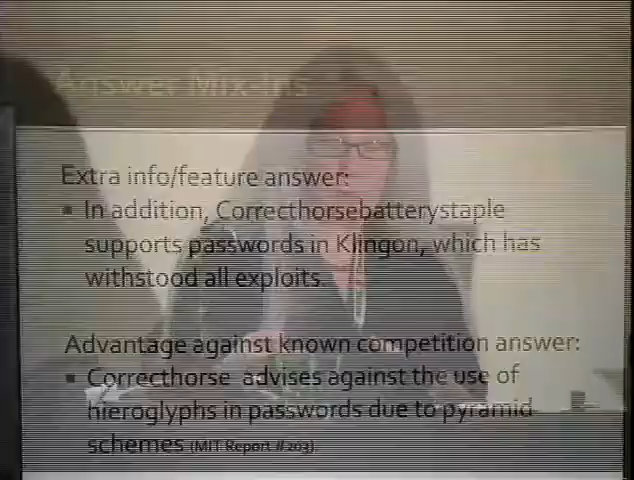 Answer Mix-Ins
Extra info/feature answer:
▪ In addition, Correcthorsebatterystaple
supports passwords in Klingon, which has
withstood all exploits.
Advantage against known competition answer:
▪ Correcthorse advises against the use of
hieroglyphs in passwords due to pyramid
schemes (MIT Report #203).